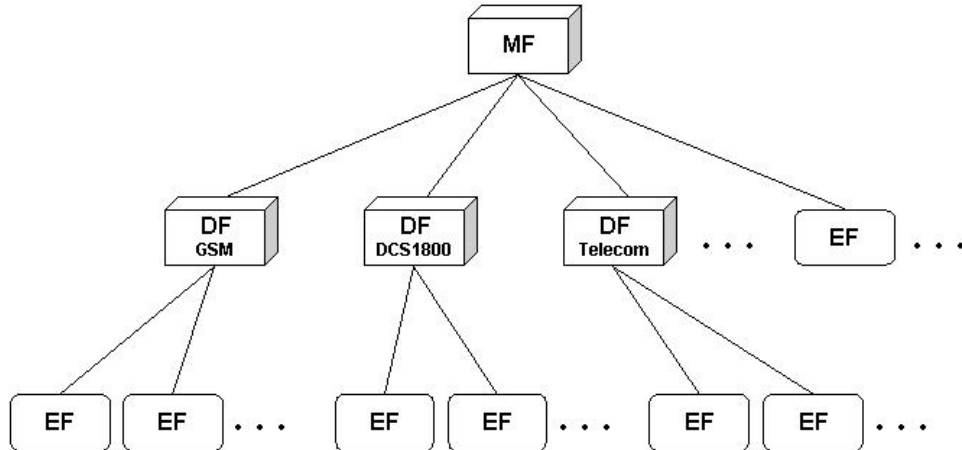 MF
DF
GSM
DF
DCS1800
DF
Telecom
. . .
EF
. . .
EF
EF
. . .
EF
EF
. . .
EF
EF
. . .